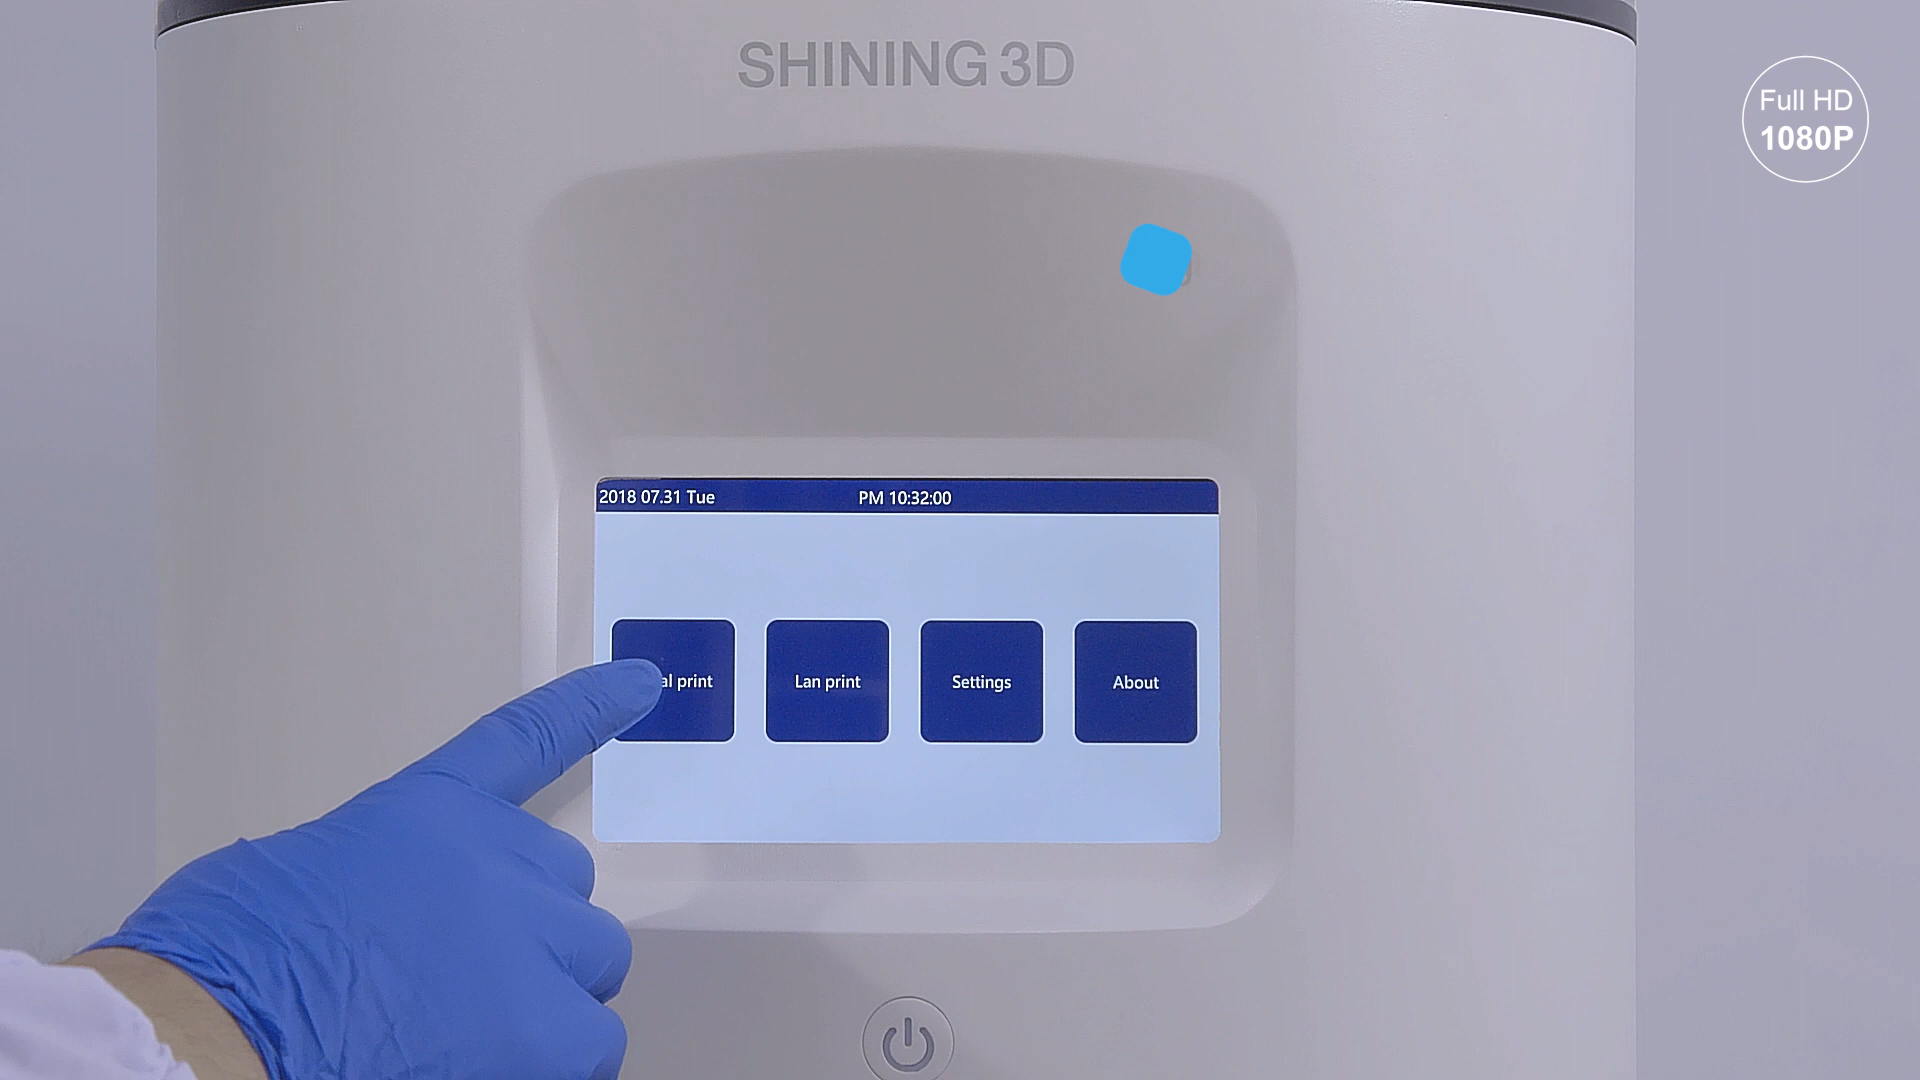 SHINING 3D
Full HD
1080P
2018 07.31 Tue
PM 10:32:00
al print
Lan print
Settings
About